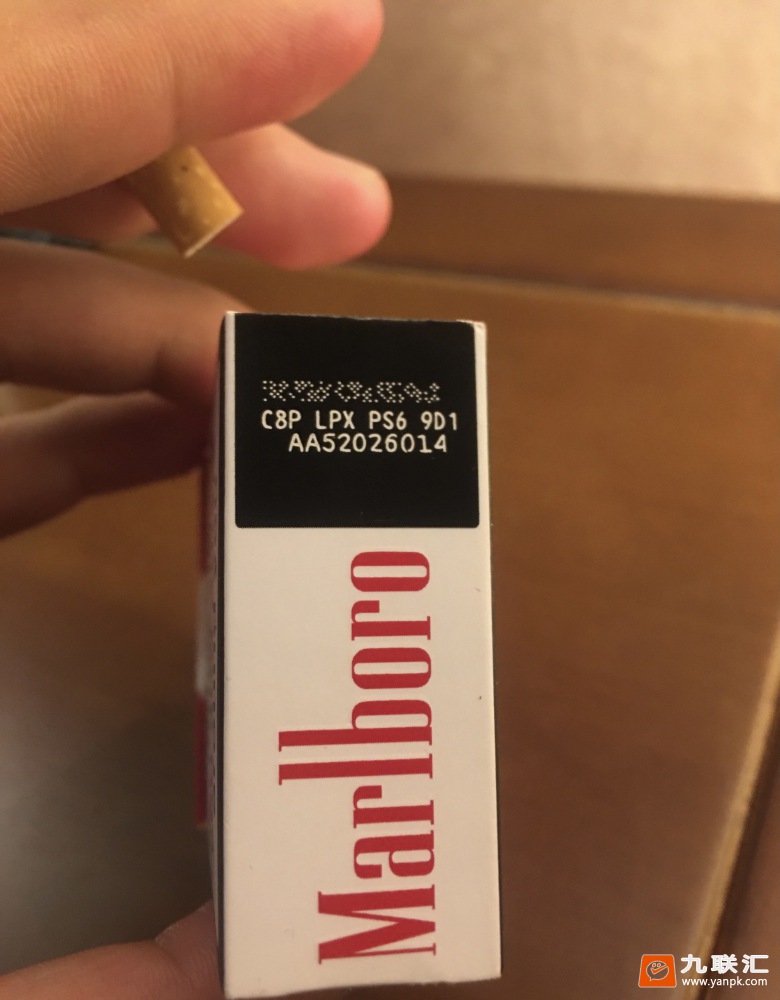 C8P LPX PS6 9D1
AA52026014
Marlboro
九联汇
www.yanpk.com